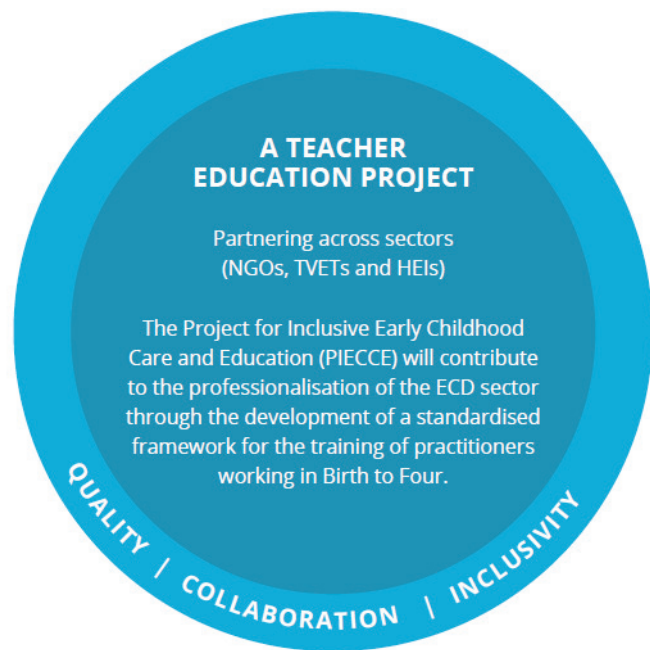 A TEACHER
EDUCATION PROJECT
Partnering across sectors
(NGOs, TVETs and HEIs)
The Project for Inclusive Early Childhood
Care and Education (PIECCE) will contribute
to the professionalisation of the ECD sector
through the development of a standardised
framework for the training of practitioners
working in Birth to Four.
QUALITY | COLLABORATION | INCLUSIVITY